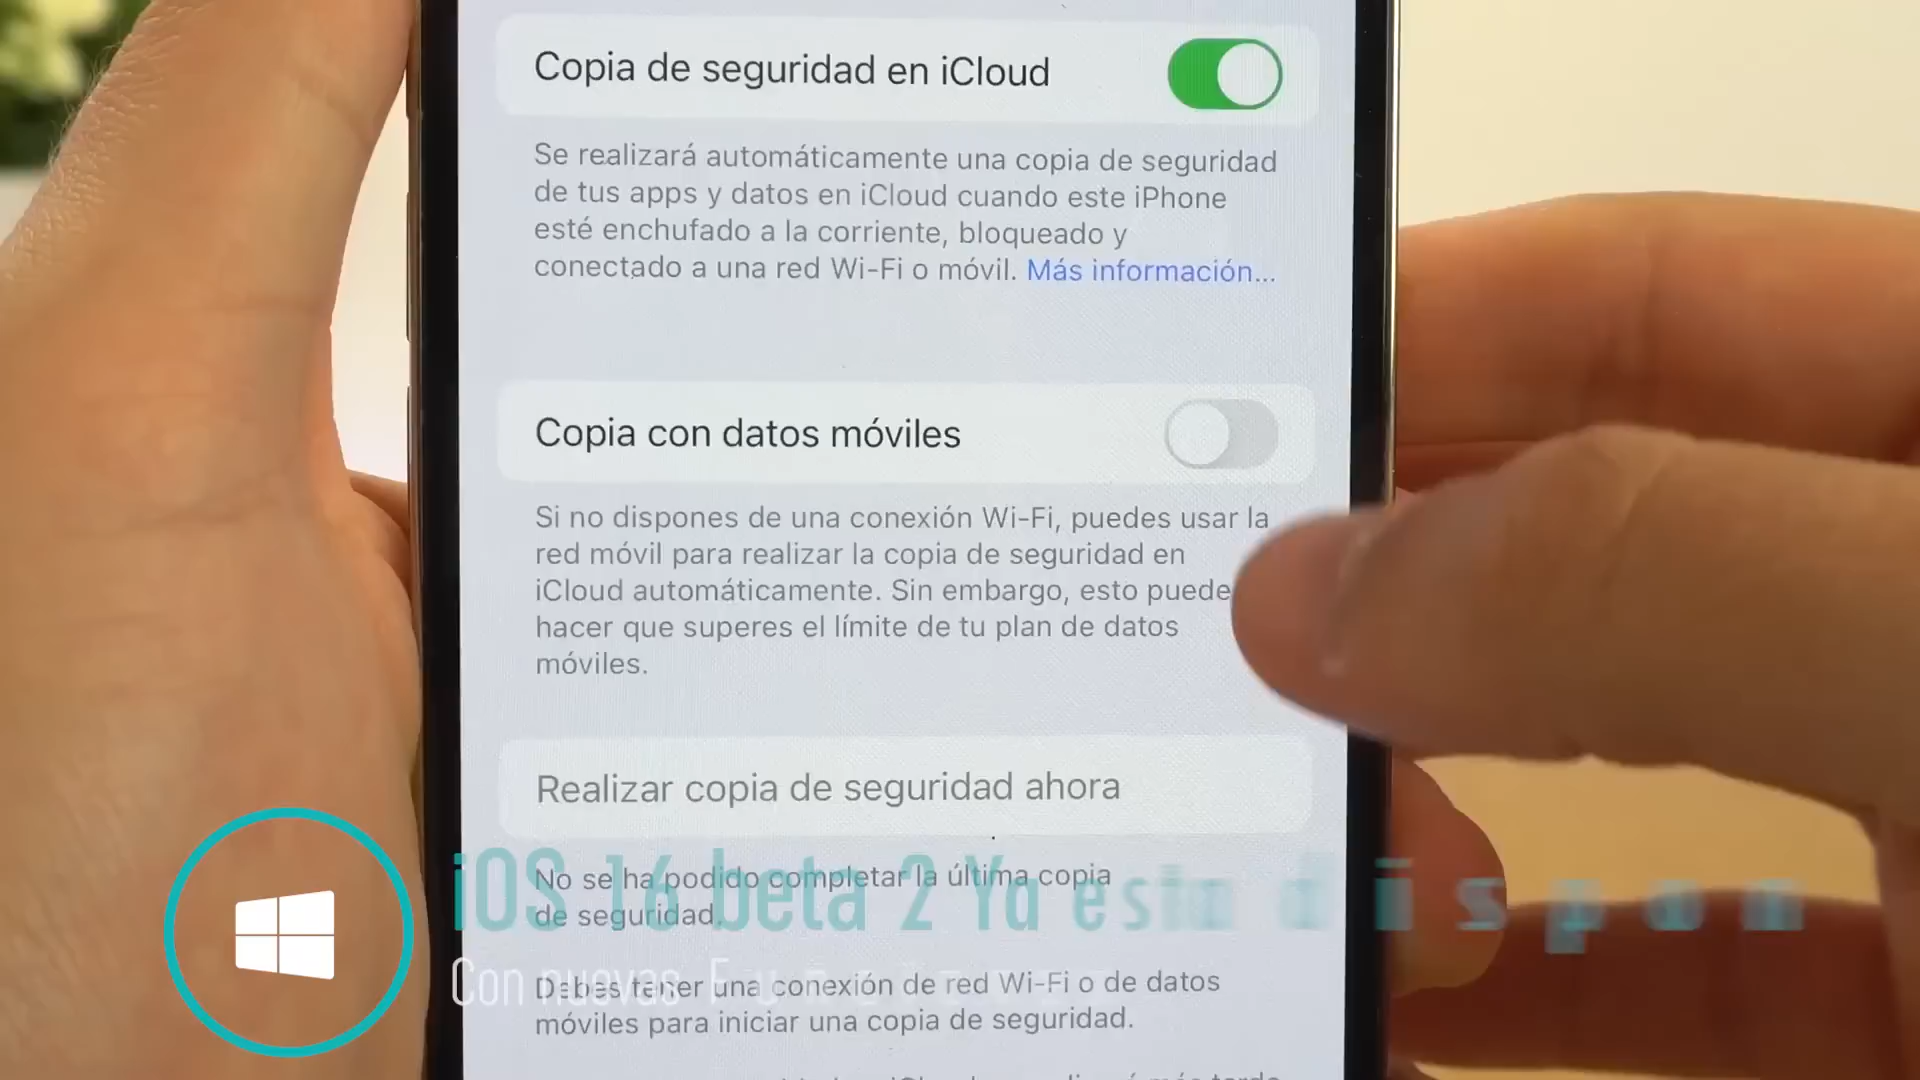 Copia de seguridad en iCloud
Se realizará automáticamente una copia de seguridad
de tus apps y datos en iCloud cuando este iPhone
esté enchufado a la corriente, bloqueado y
conectado a una red Wi-Fi o móvil. Más información...
Copia con datos móviles
Si no dispones de una conexión Wi-Fi, puedes usar la
red móvil para realizar la copia de seguridad en
iCloud automáticamente. Sin embargo, esto puede
hacer que superes el límite de tu plan de datos
móviles.
Realizar copia de seguridad ahora
No se ha podido completar la última copia
de seguridad.
iOS 16 beta 2 Ya esta
Debes tener una conexión de red Wi-Fi o de datos
móviles para iniciar una copia de seguridad.
Con nuevas